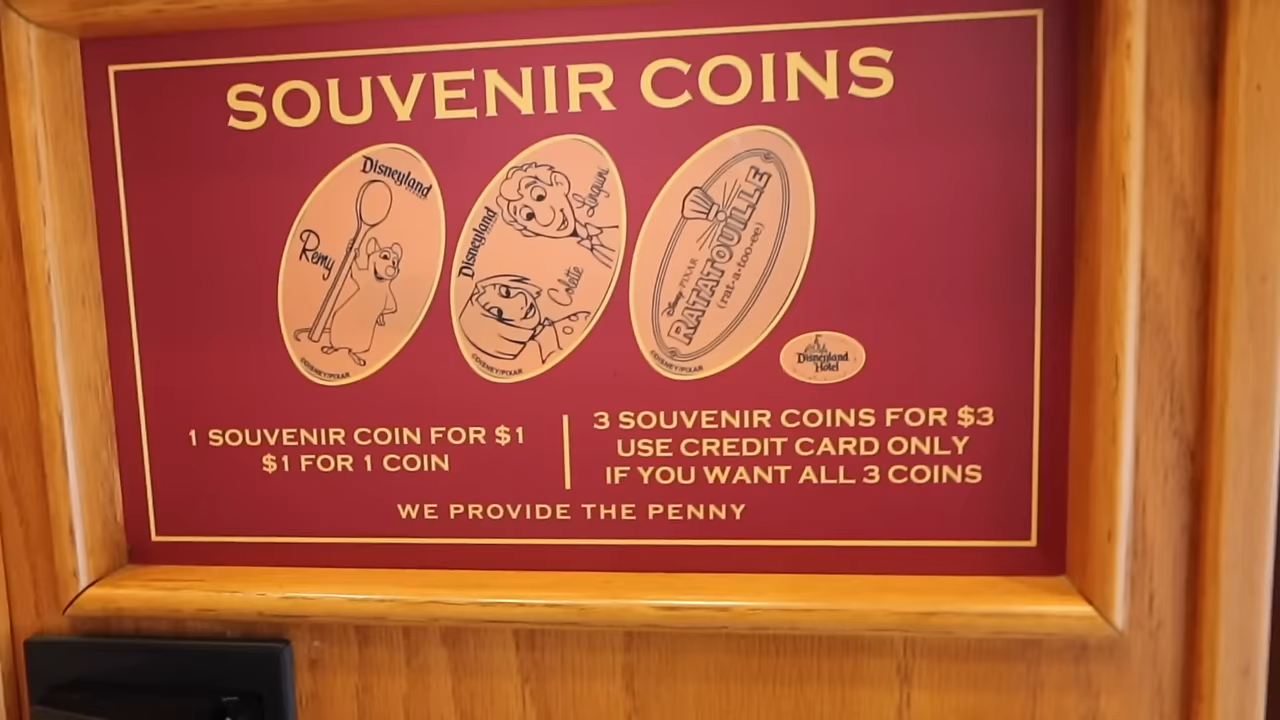 SOUVENIR COINS
Disneyland
Remy
©DISNEY/PIXAR
Disneyland
Linguini
Colette
©DISNEY/PIXAR
Disney PIXAR
RATATOUILLE
(rat-a-too-ee)
©DISNEY/PIXAR
Disneyland
Hotel
1 SOUVENIR COIN FOR $1
$1 FOR 1 COIN
3 SOUVENIR COINS FOR $3
USE CREDIT CARD ONLY
IF YOU WANT ALL 3 COINS
WE PROVIDE THE PENNY